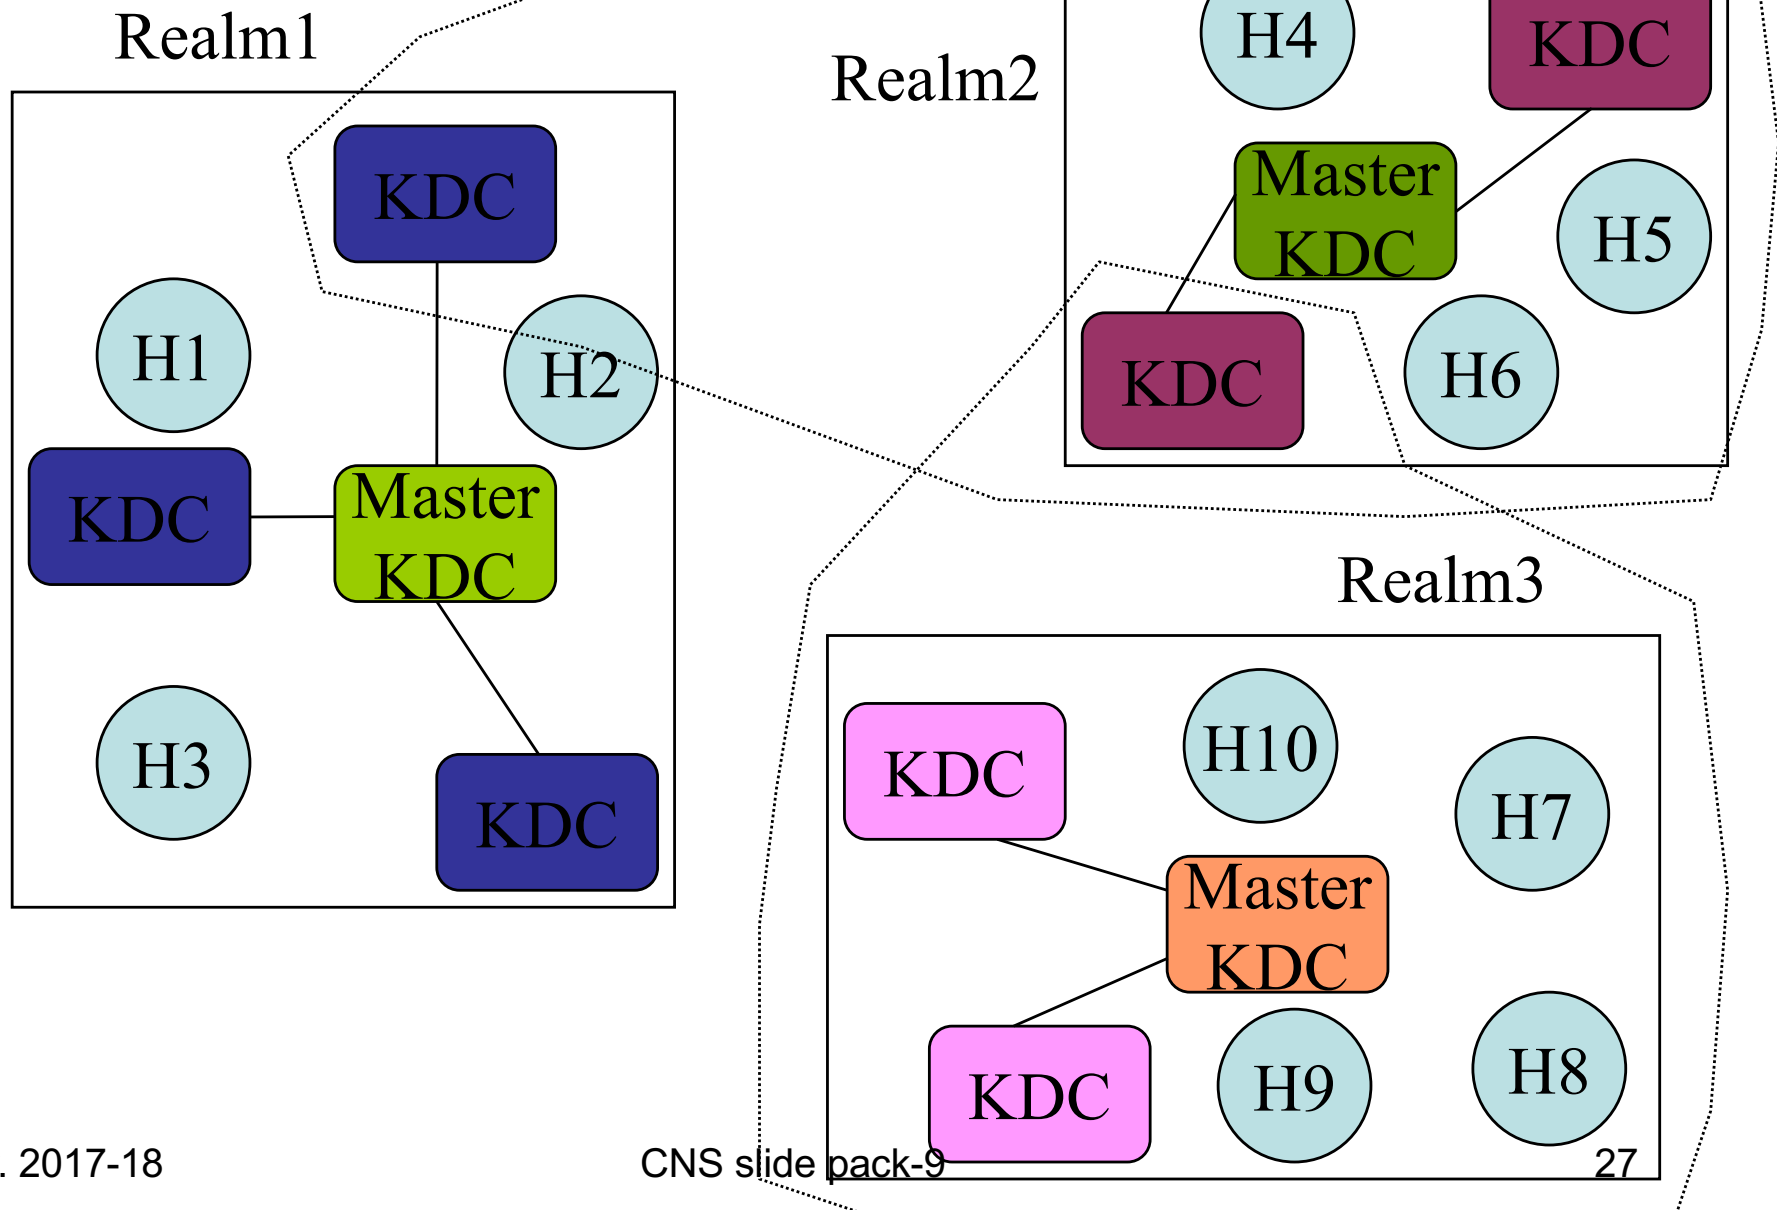 Realm1
KDC
H1
H2
KDC
Master
KDC
H3
KDC
Realm2
H4
KDC
Master
KDC
H5
KDC
H6
Realm3
KDC
H10
H7
Master
KDC
KDC
H9
H8
. 2017-18
CNS slide pack-9
27